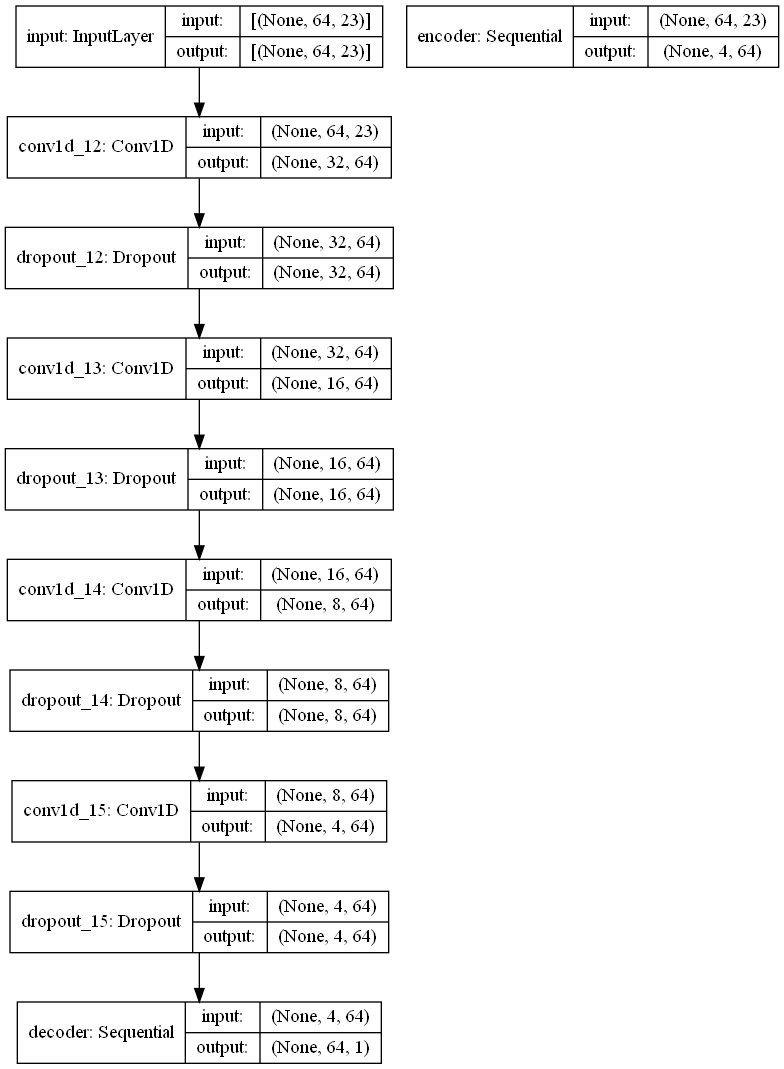 input: InputLayer
input:
[(None, 64, 23)]
output:
[(None, 64, 23)]
encoder: Sequential
input:
(None, 64, 23)
output:
(None, 4, 64)
conv1d_12: Conv1D
input:
(None, 64, 23)
output:
(None, 32, 64)
dropout_12: Dropout
input:
(None, 32, 64)
output:
(None, 32, 64)
conv1d_13: Conv1D
input:
(None, 32, 64)
output:
(None, 16, 64)
dropout_13: Dropout
input:
(None, 16, 64)
output:
(None, 16, 64)
conv1d_14: Conv1D
input:
(None, 16, 64)
output:
(None, 8, 64)
dropout_14: Dropout
input:
(None, 8, 64)
output:
(None, 8, 64)
conv1d_15: Conv1D
input:
(None, 8, 64)
output:
(None, 4, 64)
dropout_15: Dropout
input:
(None, 4, 64)
output:
(None, 4, 64)
decoder: Sequential
input:
(None, 4, 64)
output:
(None, 64, 1)